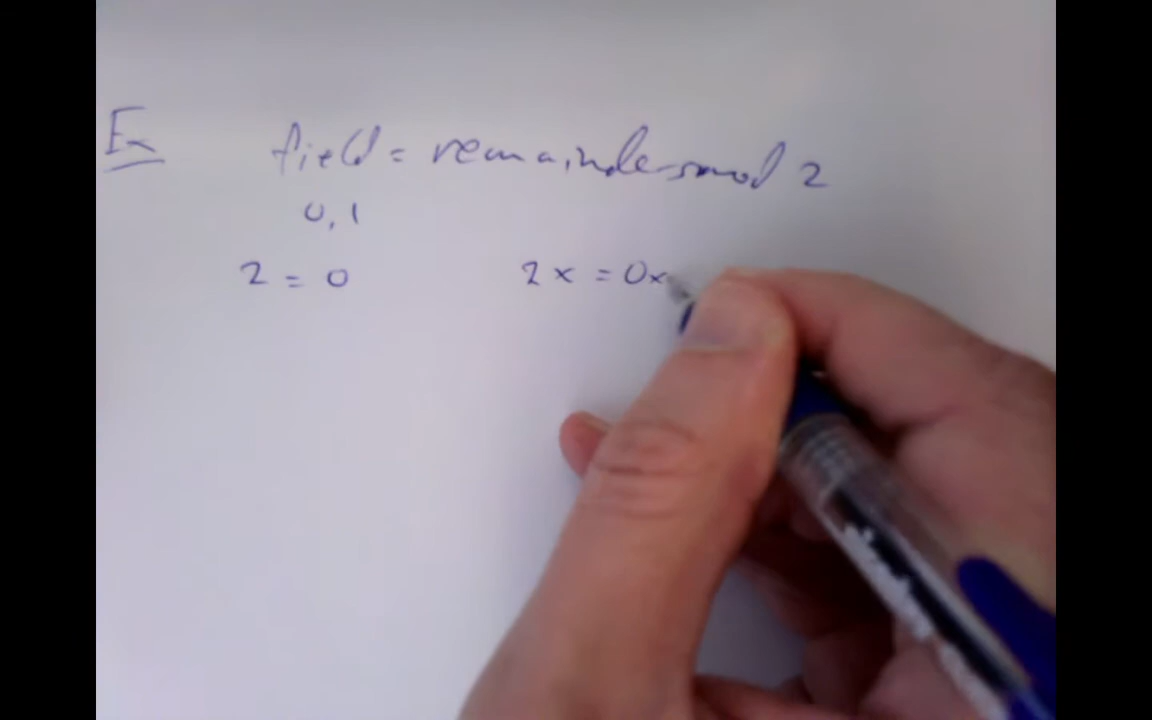 Ex field = remainders mod 2
0, 1
2 = 0 2x = 0x